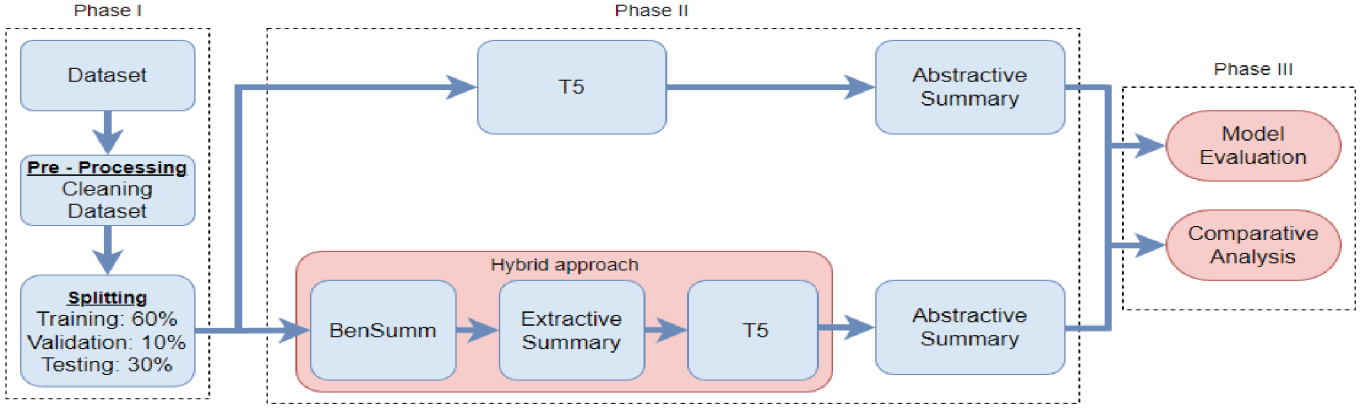 Phase I
Dataset
Pre - Processing
Cleaning
Dataset
Splitting
Training: 60%
Validation: 10%
Testing: 30%
Phase II
T5
Abstractive
Summary
Hybrid approach
BenSumm
Extractive
Summary
T5
Abstractive
Summary
Phase III
Model
Evaluation
Comparative
Analysis